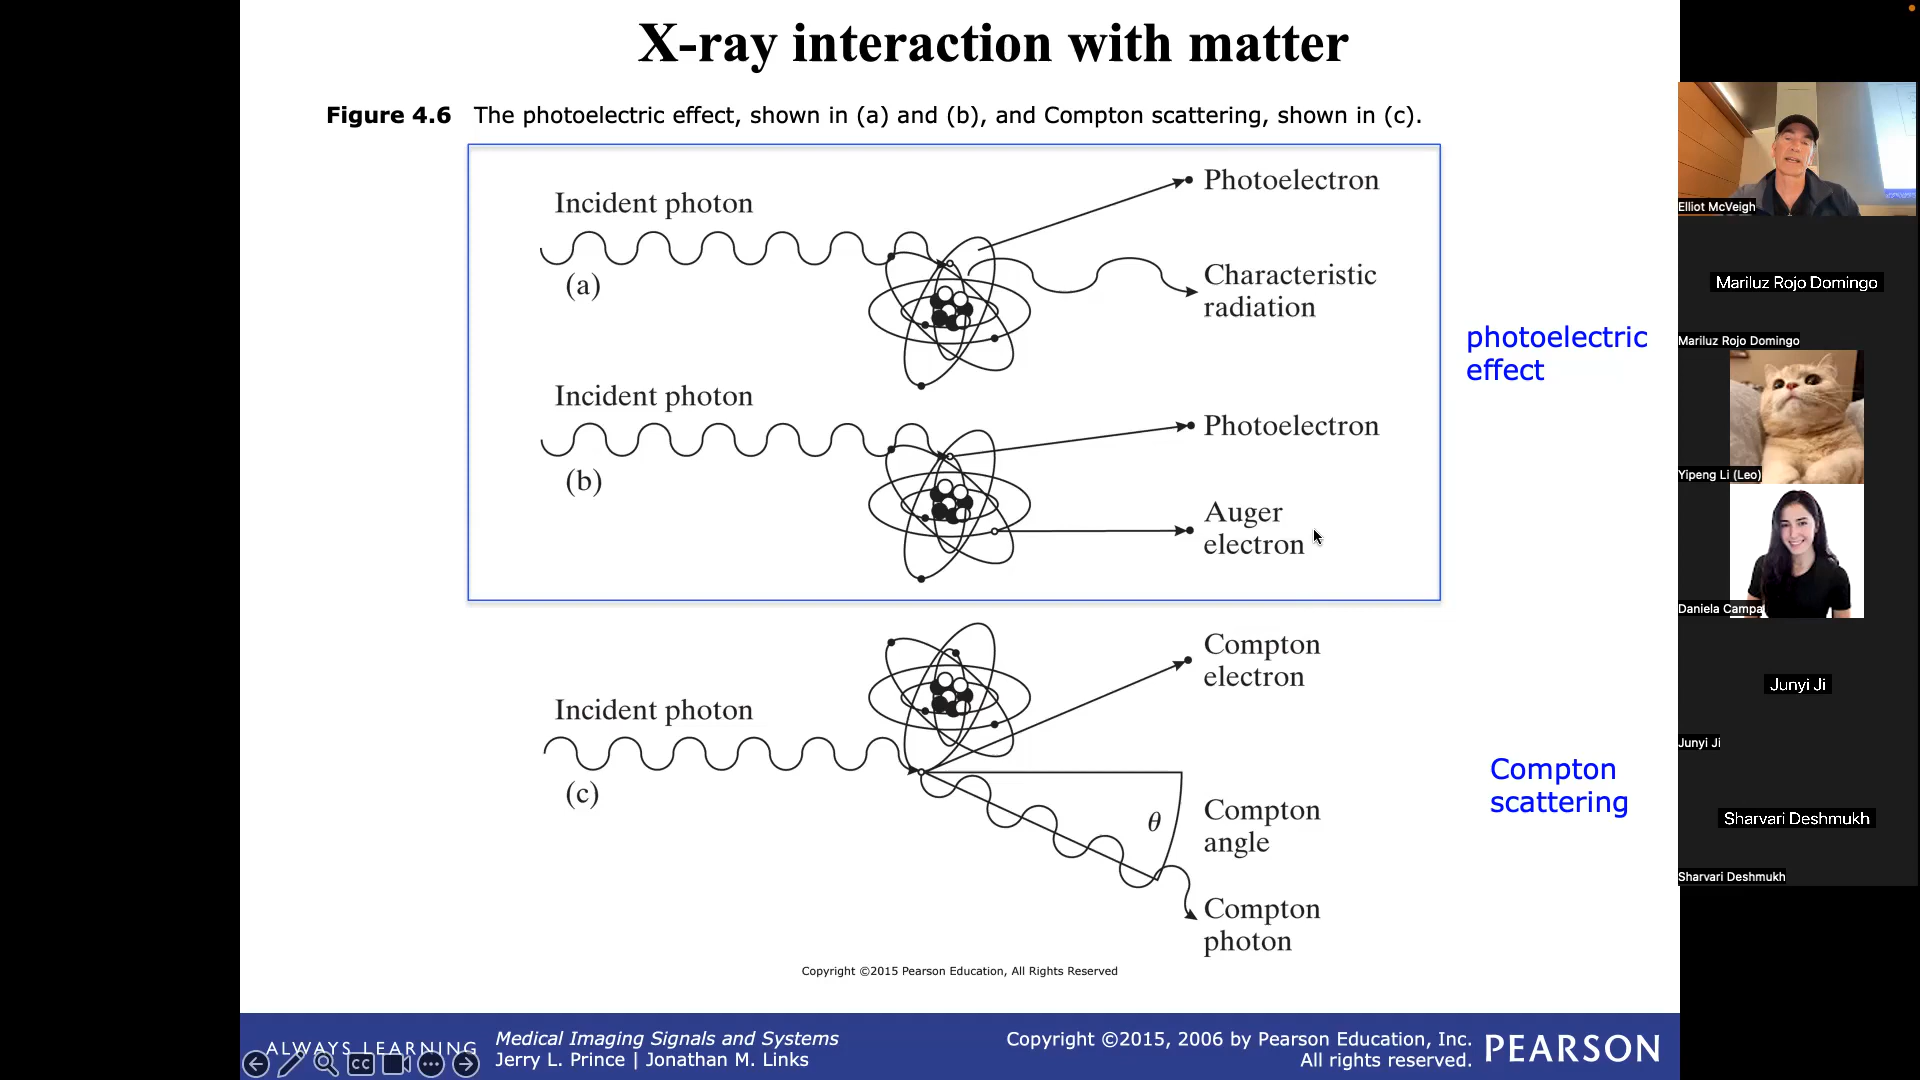 X-ray interaction with matter
Figure 4.6 The photoelectric effect, shown in (a) and (b), and Compton scattering, shown in (c).
Incident photon
(a)
Photoelectron
Characteristic
radiation
Incident photon
(b)
Photoelectron
Auger
electron
photoelectric
effect
Incident photon
(c)
Compton
electron
θ
Compton
angle
Compton
photon
Compton
scattering
Copyright ©2015 Pearson Education, All Rights Reserved
ALWAYS LEARNING
CC
Medical Imaging Signals and Systems
Jerry L. Prince | Jonathan M. Links
Copyright ©2015, 2006 by Pearson Education, Inc.
All rights reserved.
PEARSON
Elliot McVeigh
Mariluz Rojo Domingo
Mariluz Rojo Domingo
Yipeng Li (Leo)
Daniela Campa
Junyi Ji
Junyi Ji
Sharvari Deshmukh
Sharvari Deshmukh